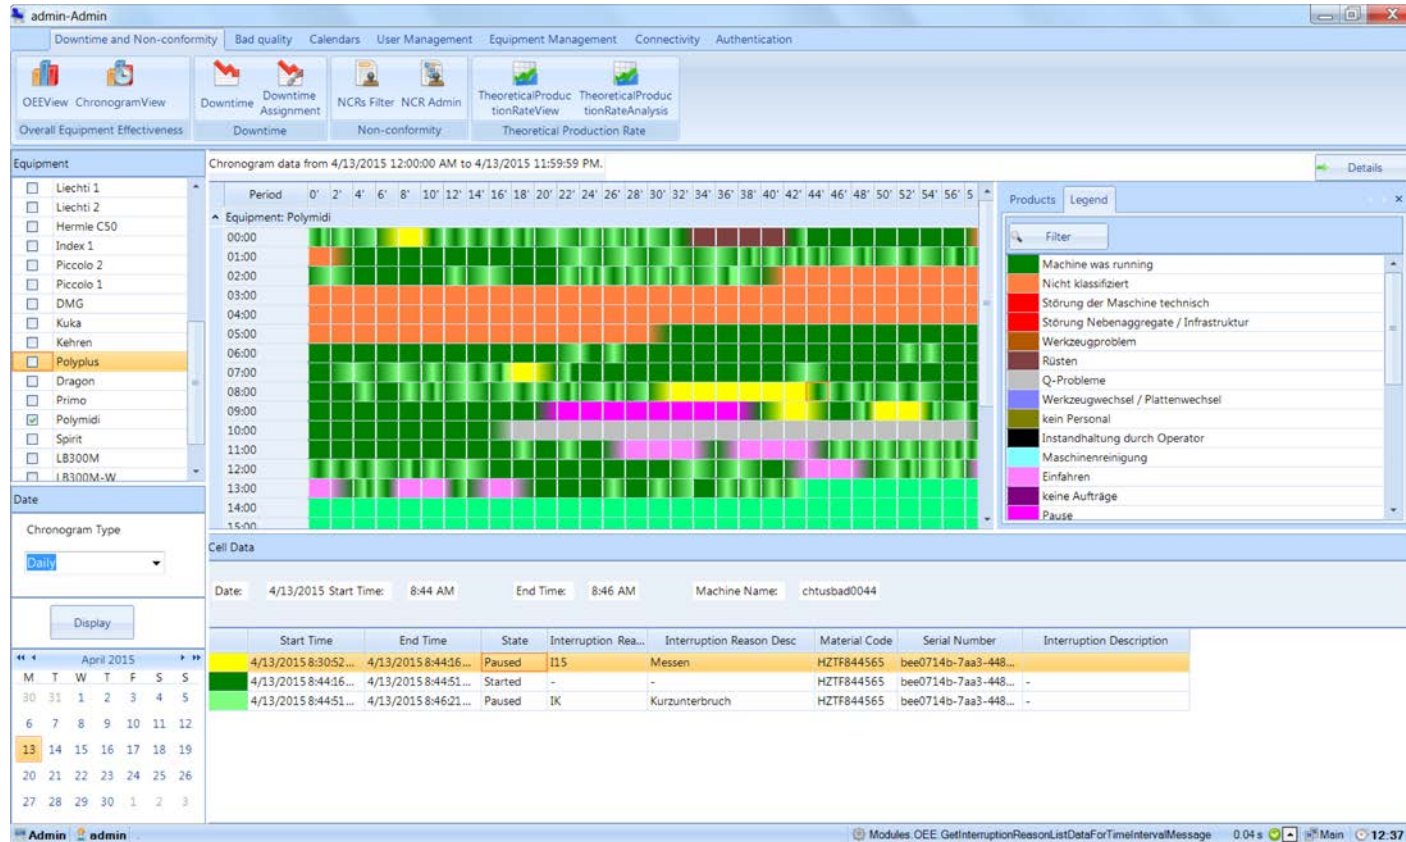 admin-Admin
Downtime and Non-conformity Bad quality Calendars User Management Equipment Management Connectivity Authentication
OEEView ChronogramView
Overall Equipment Effectiveness
Downtime Downtime Assignment
Downtime
NCRs Filter NCR Admin
Non-conformity
TheoreticalProduc TheoreticalProduc
tionRateView tionRateAnalysis
Theoretical Production Rate
Equipment
Liechti 1
Liechti 2
Hermle C50
Index 1
Piccolo 2
Piccolo 1
DMG
Kuka
Kehren
Polyplus
Dragon
Primo
Polymidi
Spirit
LB300M
LB300M-W
Date
Chronogram Type
Daily
Display
April 2015
M T W T F S S
30 31 1 2 3 4 5
6 7 8 9 10 11 12
13 14 15 16 17 18 19
20 21 22 23 24 25 26
27 28 29 30 1 2 3
Chronogram data from 4/13/2015 12:00:00 AM to 4/13/2015 11:59:59 PM.
Details
Period 0' 2' 4' 6' 8' 10' 12' 14' 16' 18' 20' 22' 24' 26' 28' 30' 32' 34' 36' 38' 40' 42' 44' 46' 48' 50' 52' 54' 56' 5
Equipment: Polymidi
00:00
01:00
02:00
03:00
04:00
05:00
06:00
07:00
08:00
09:00
10:00
11:00
12:00
13:00
14:00
15:00
Products Legend
Filter
Machine was running
Nicht klassifiziert
Störung der Maschine technisch
Störung Nebenaggregate / Infrastruktur
Werkzeugproblem
Rüsten
Q-Probleme
Werkzeugwechsel / Plattenwechsel
kein Personal
Instandhaltung durch Operator
Maschinenreinigung
Einfahren
keine Aufträge
Pause
Cell Data
Date: 4/13/2015 Start Time: 8:44 AM End Time: 8:46 AM Machine Name: chtusbad0044
Start Time End Time State Interruption Rea... Interruption Reason Desc Material Code Serial Number Interruption Description
4/13/2015 8:30:52... 4/13/2015 8:44:16... Paused I15 Messen HZTF844565 bee0714b-7aa3-448...
4/13/2015 8:44:16... 4/13/2015 8:44:51... Started - - HZTF844565 bee0714b-7aa3-448... -
4/13/2015 8:44:51... 4/13/2015 8:46:21... Paused IK Kurzunterbruch HZTF844565 bee0714b-7aa3-448... -
Admin admin
Modules.OEE.GetInterruptionReasonListDataForTimeIntervalMessage 0.04 s Main 12:37